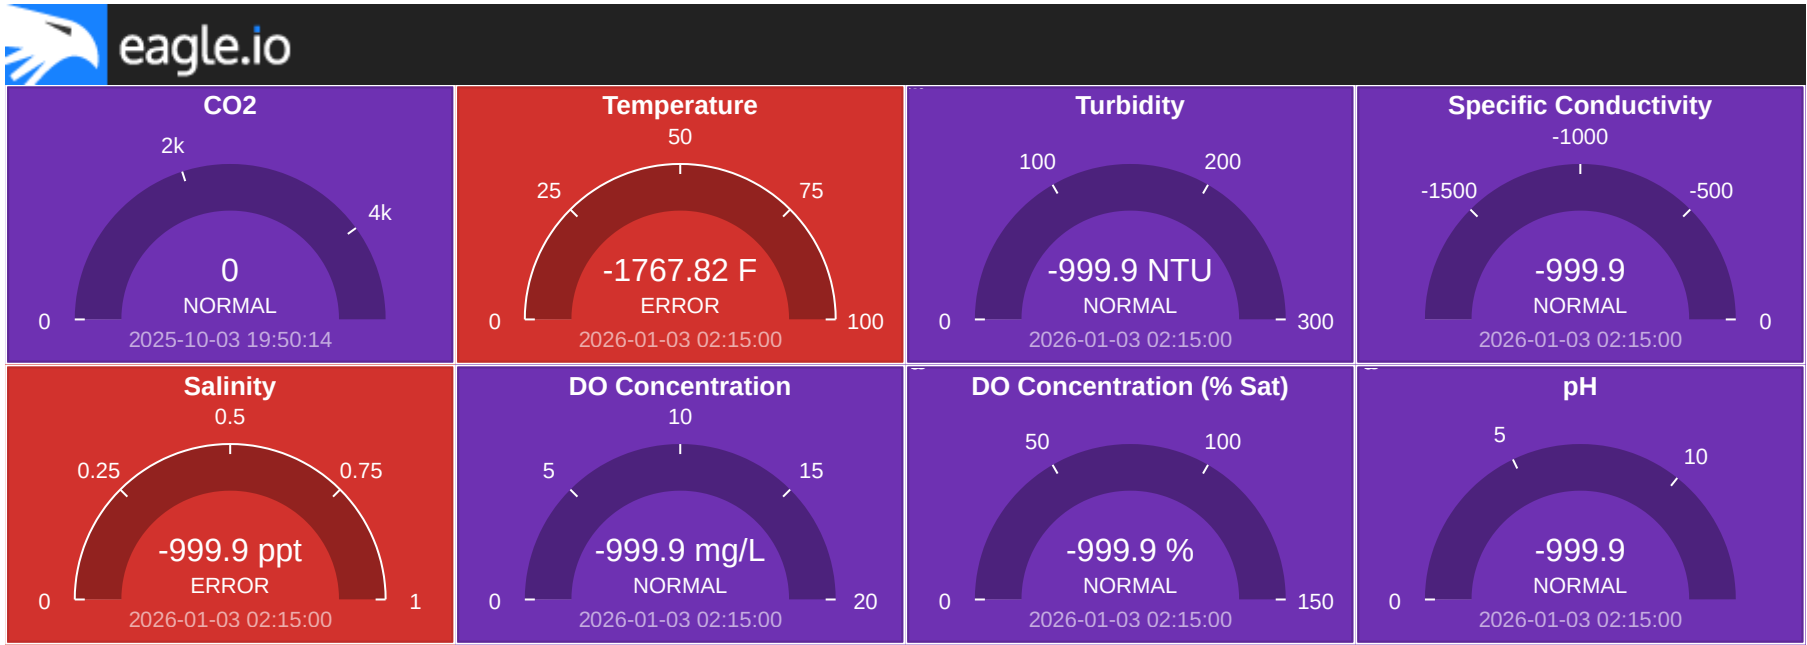 eagle.io
CO2
2k
4k
0
NORMAL
0
2025-10-03 19:50:14
Temperature
50
25
75
-1767.82 F
ERROR
0
100
2026-01-03 02:15:00
Turbidity
100
200
-999.9 NTU
NORMAL
0
300
2026-01-03 02:15:00
Specific Conductivity
-1000
-1500
-500
-999.9
NORMAL
0
2026-01-03 02:15:00
Salinity
0.5
0.25
0.75
-999.9 ppt
ERROR
0
1
2026-01-03 02:15:00
DO Concentration
10
5
15
-999.9 mg/L
NORMAL
0
20
2026-01-03 02:15:00
DO Concentration (% Sat)
50
100
-999.9 %
NORMAL
0
150
2026-01-03 02:15:00
pH
5
10
-999.9
NORMAL
0
2026-01-03 02:15:00